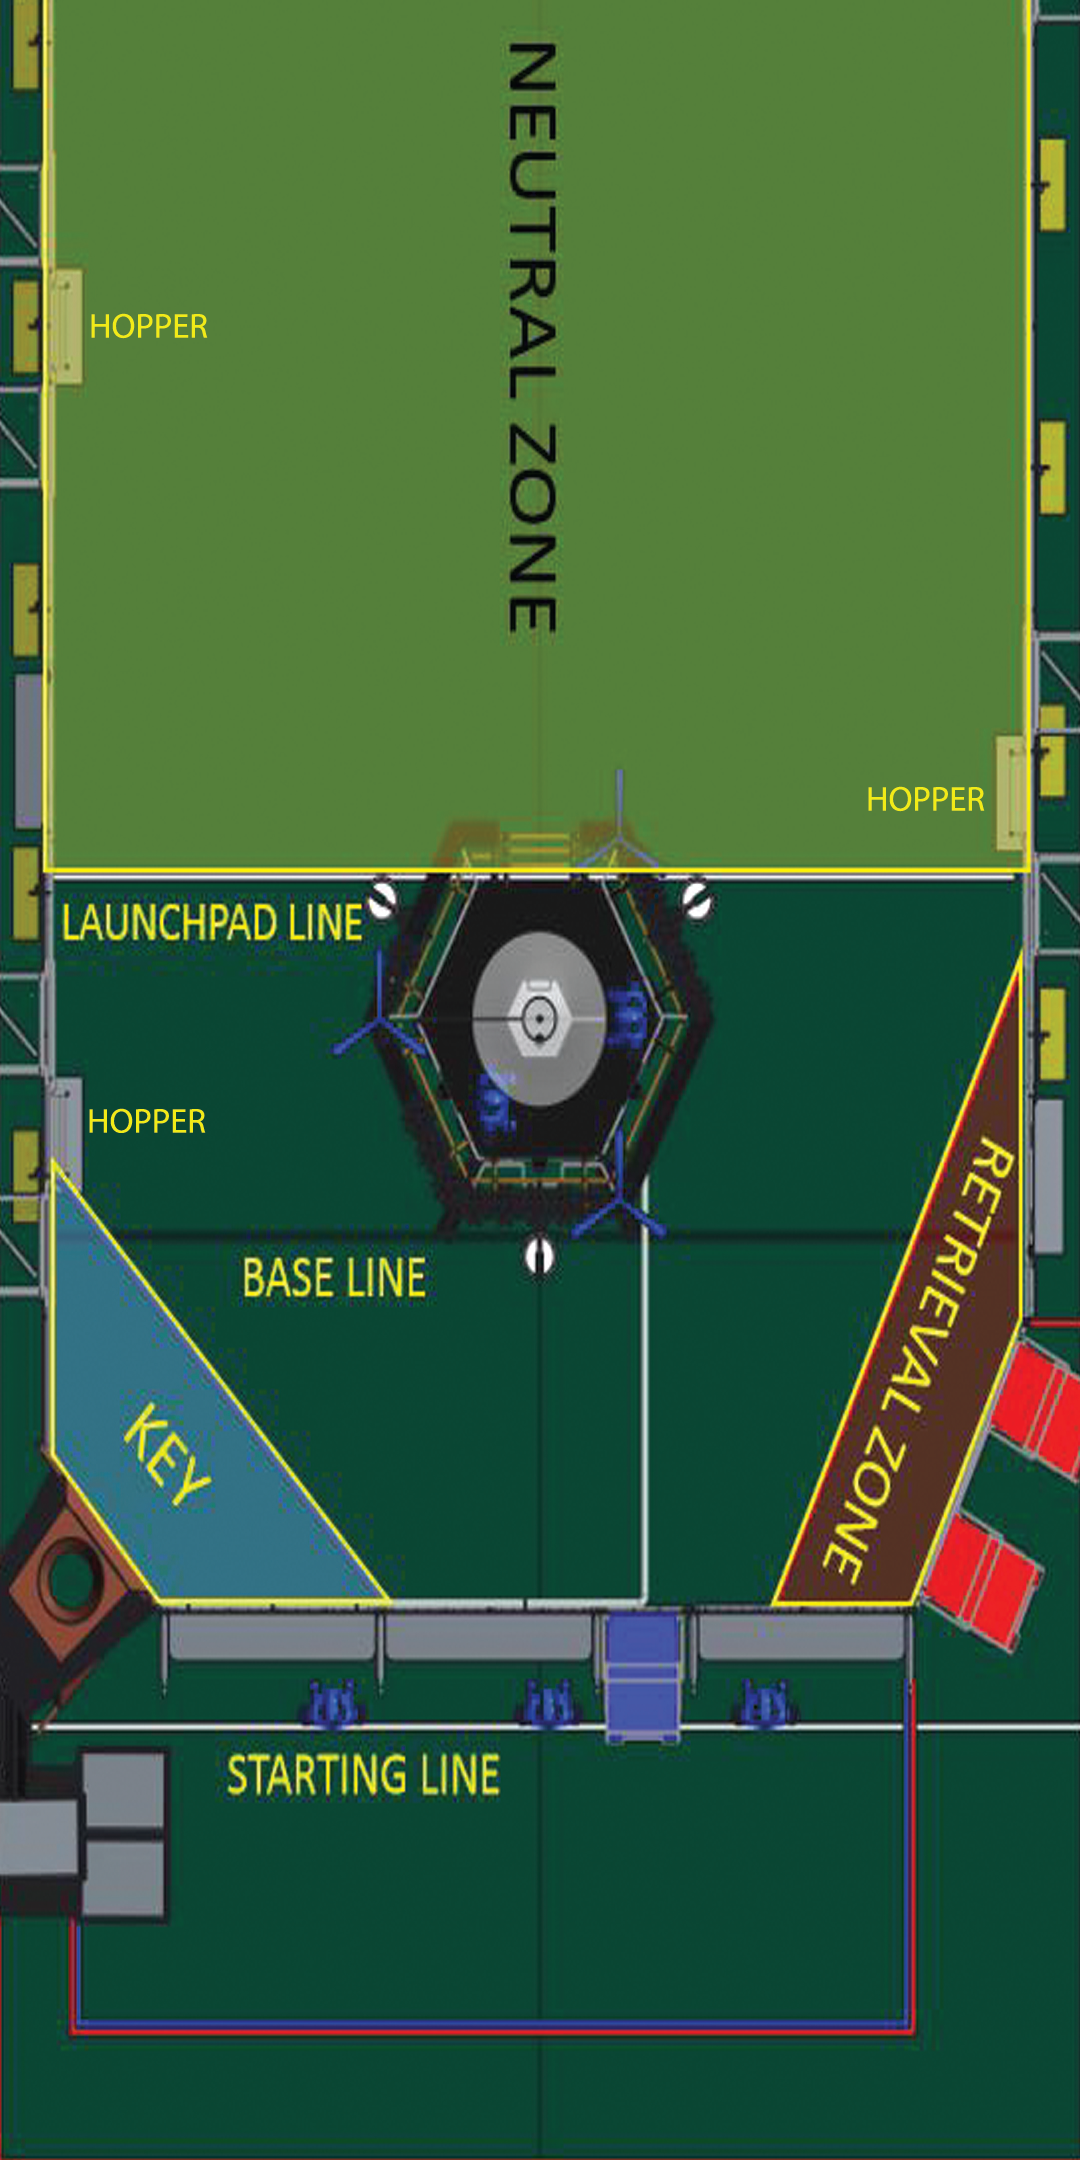 NEUTRAL ZONE
HOPPER
HOPPER
LAUNCHPAD LINE
HOPPER
BASE LINE
RETRIEVAL ZONE
KEY
STARTING LINE